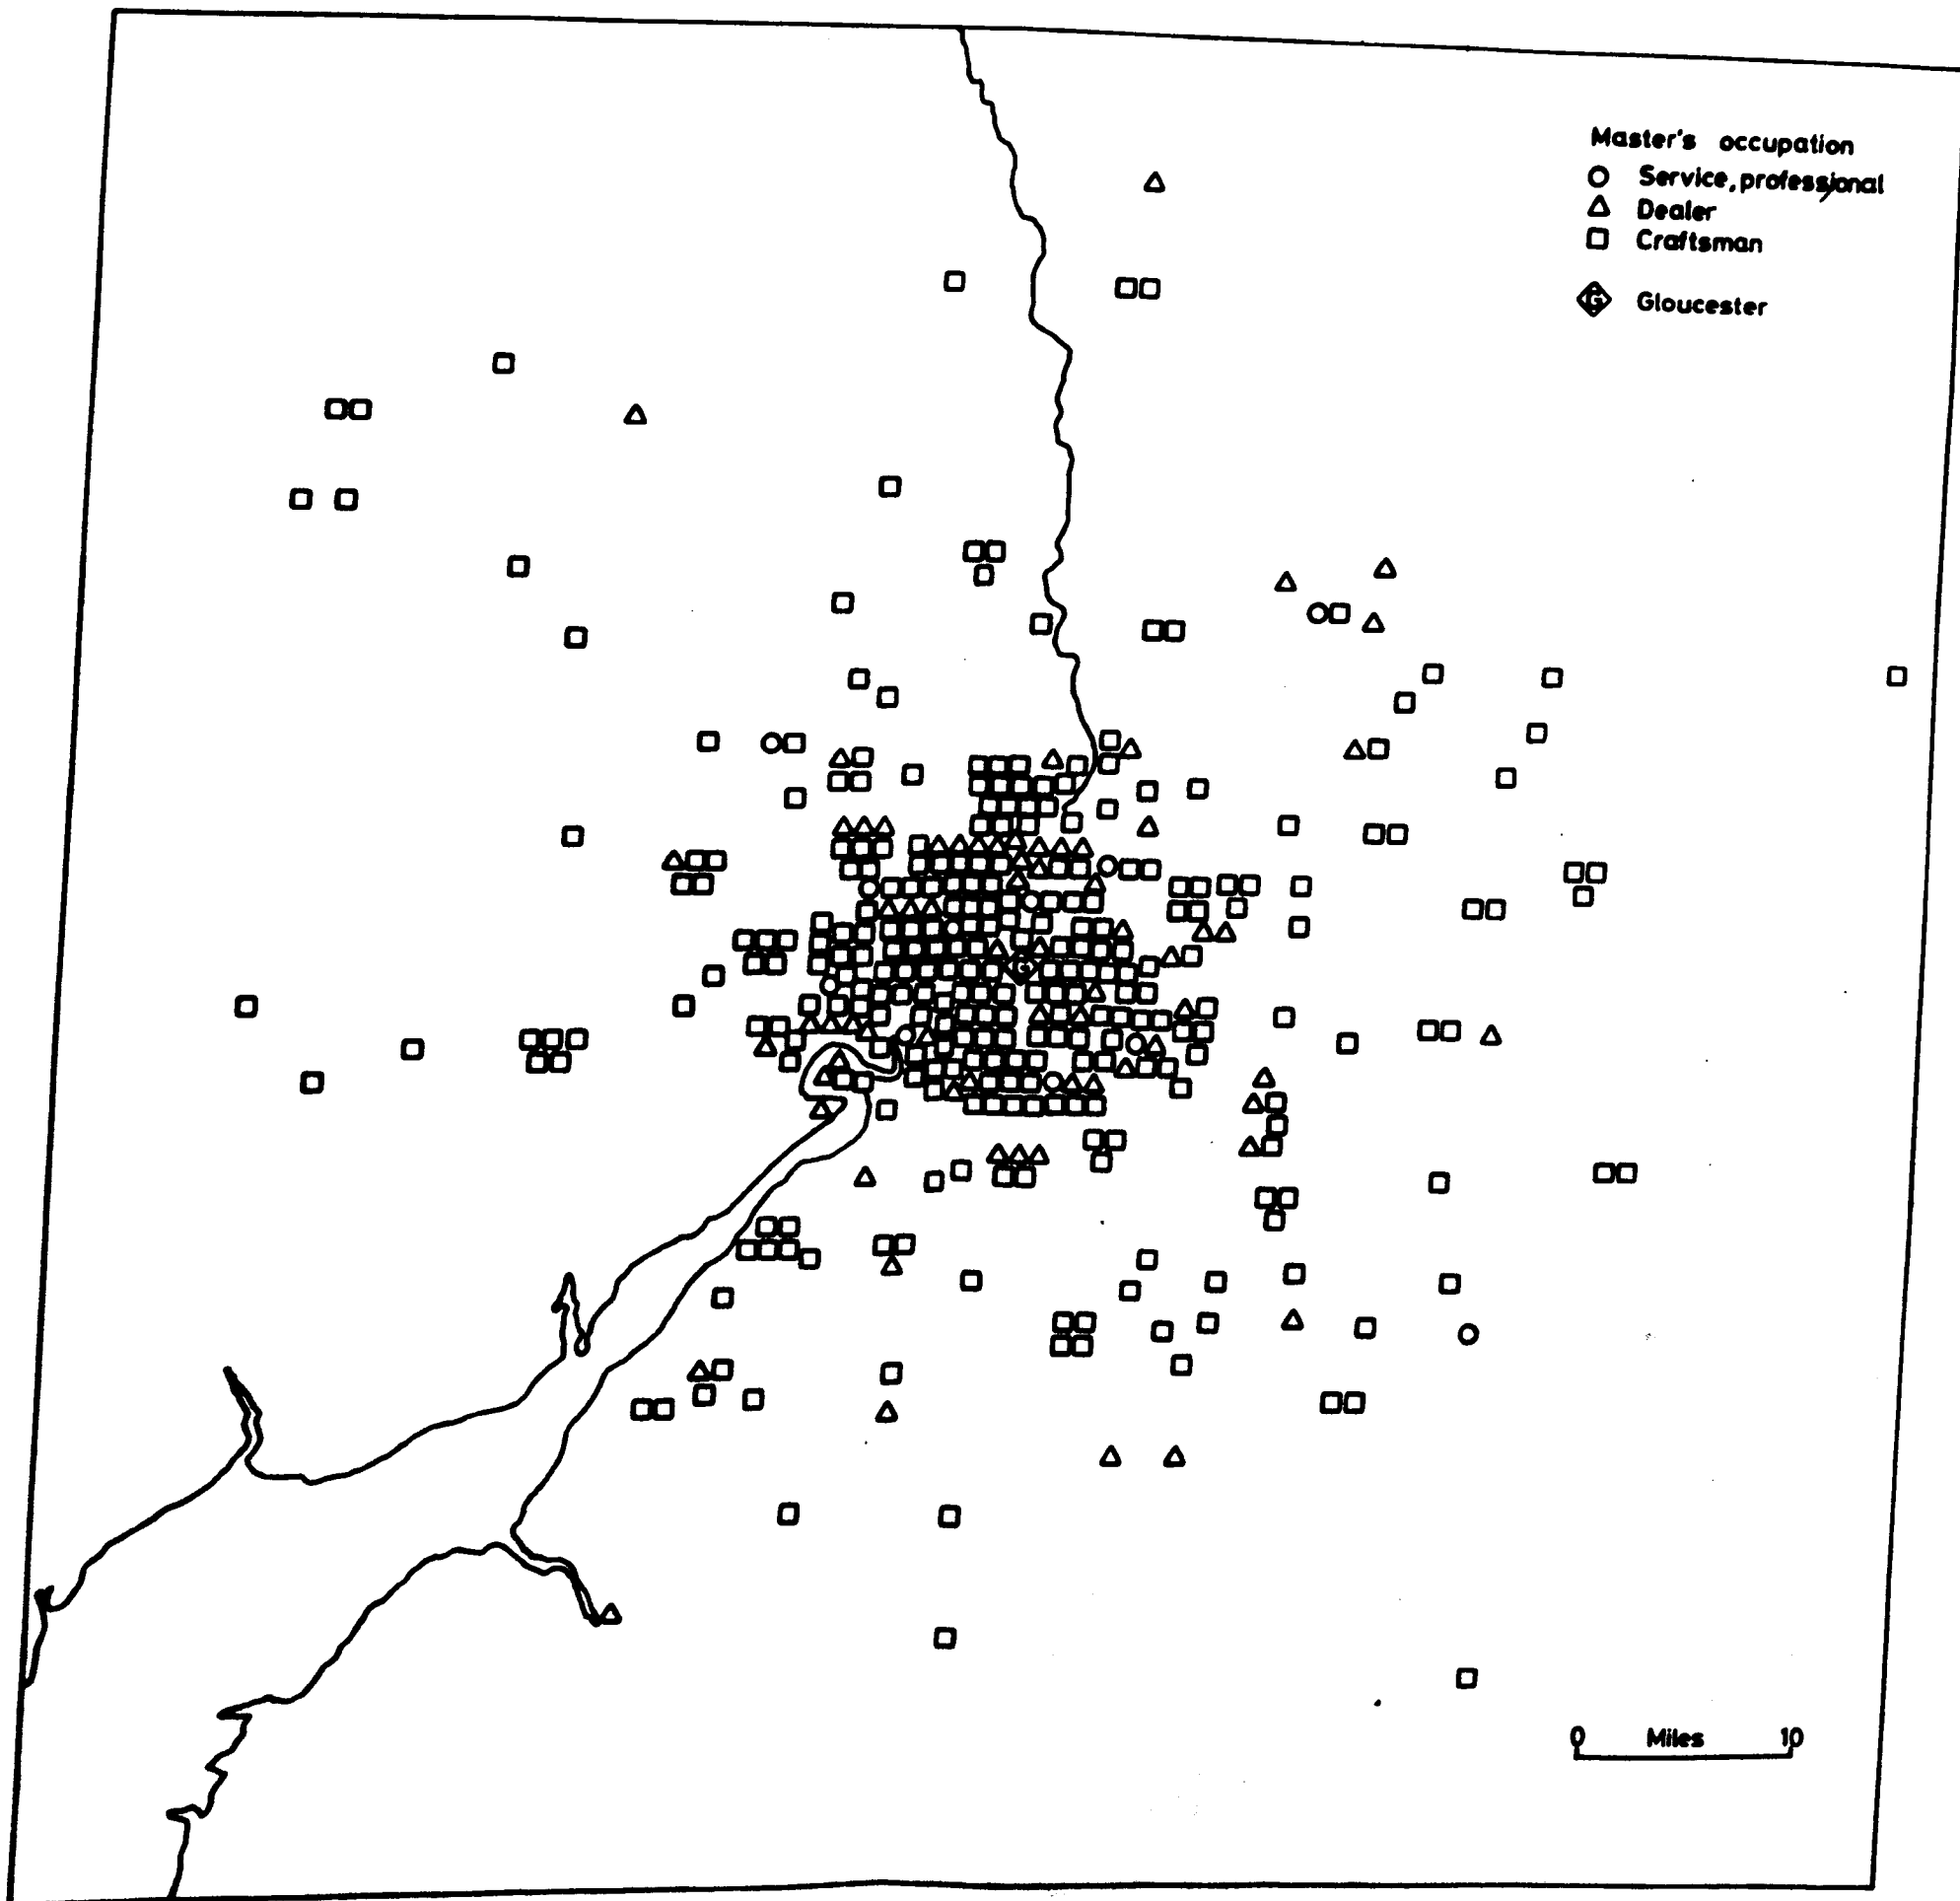 Master's occupation
Service, professional
Dealer
Craftsman
G Gloucester
G
0 Miles 10